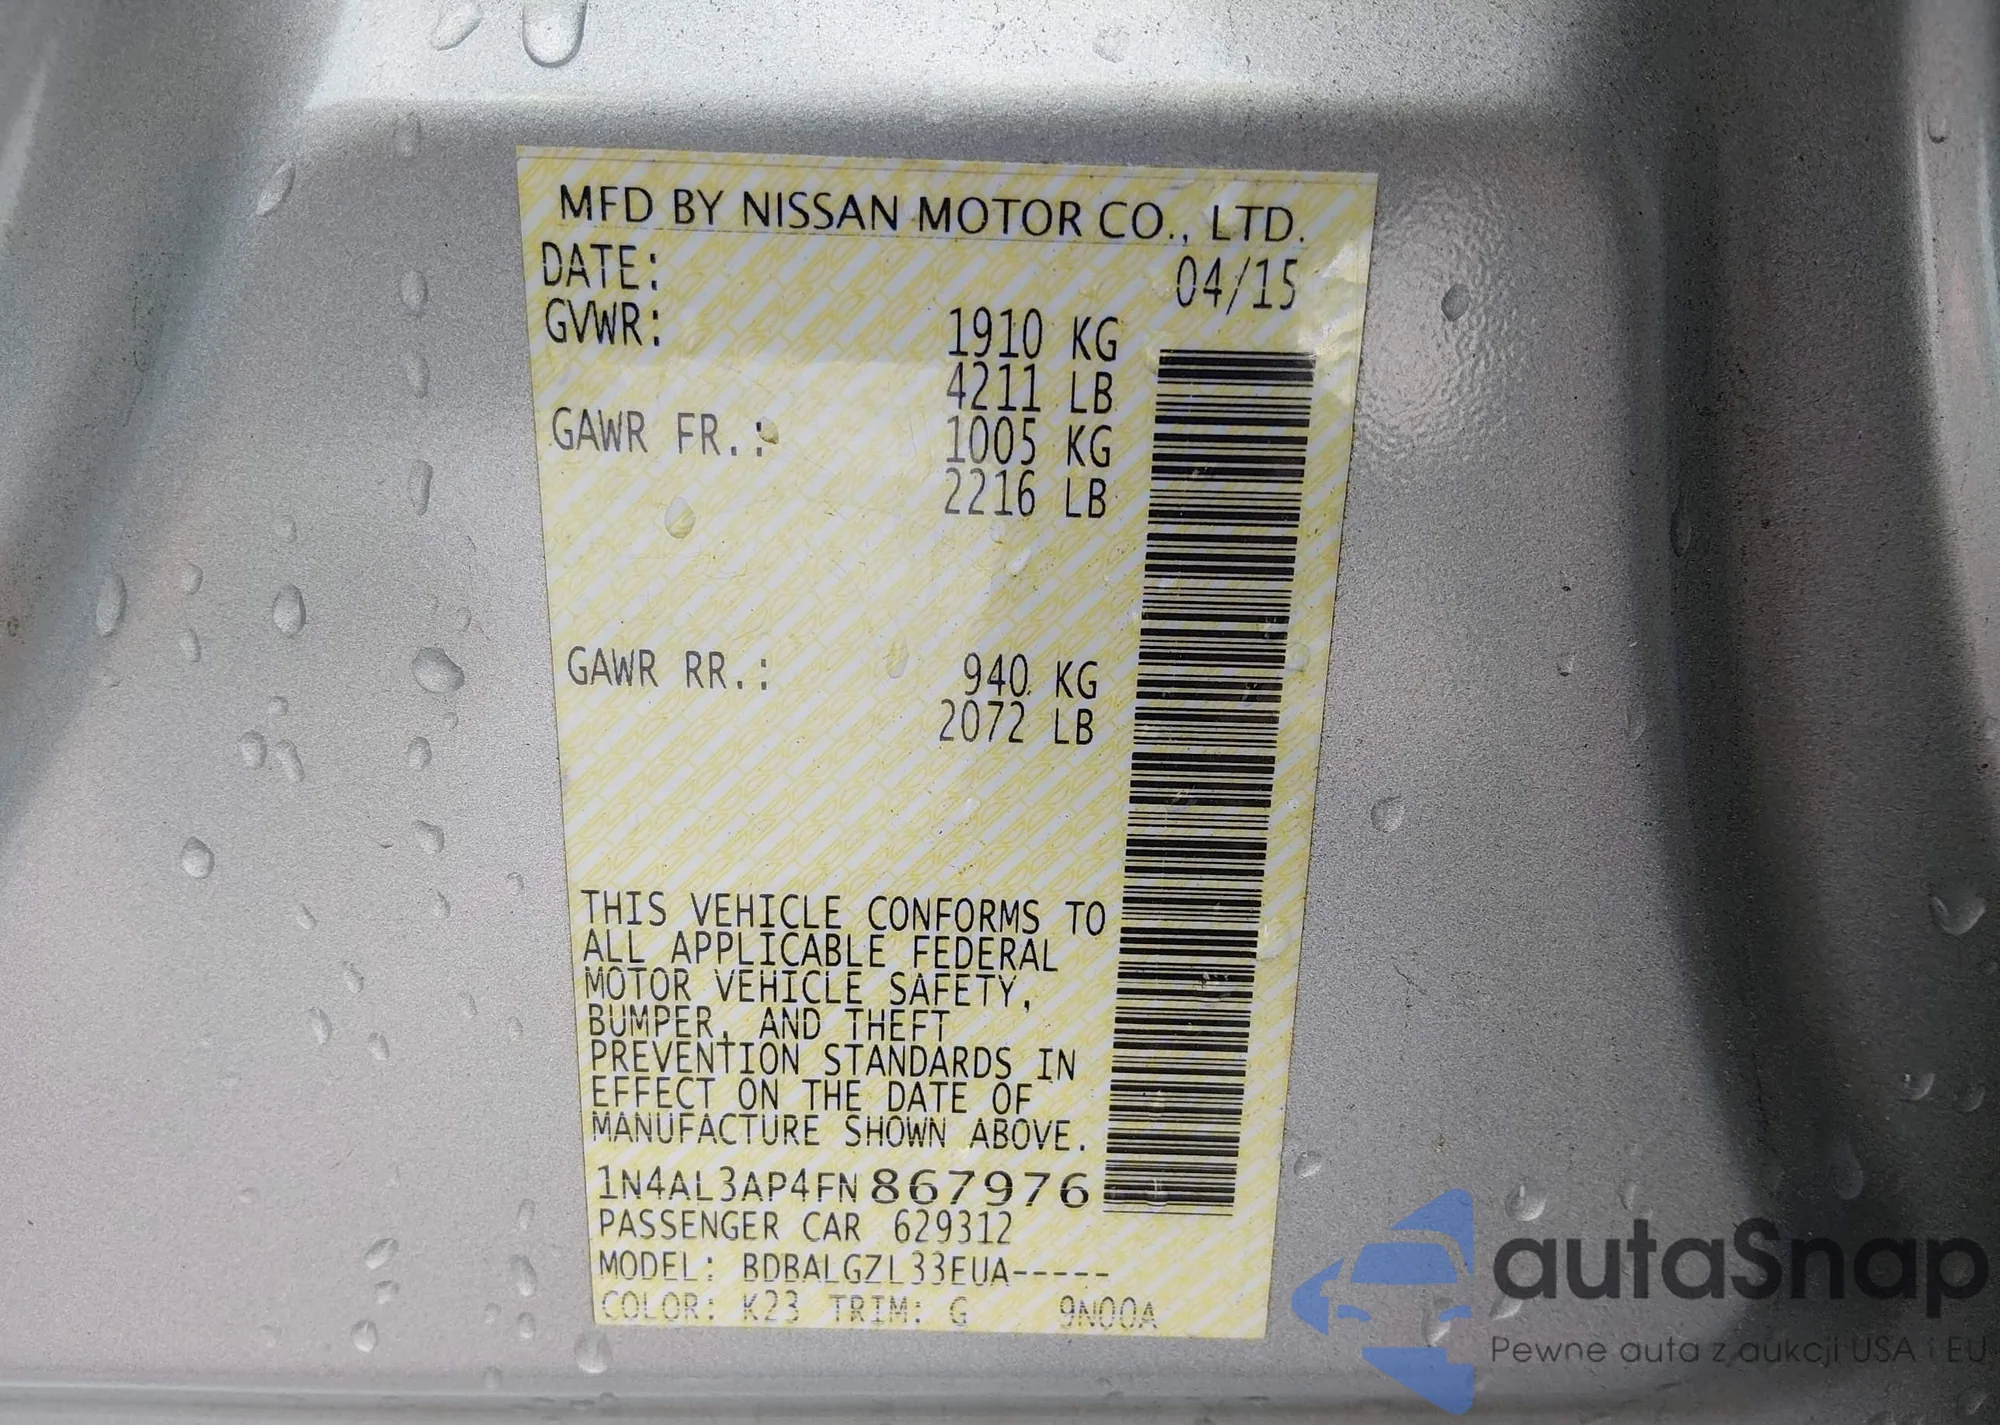 MFD BY NISSAN MOTOR CO., LTD.
DATE: 04/15
GVWR: 1910 KG
4211 LB
GAWR FR.: 1005 KG
2216 LB
GAWR RR.: 940 KG
2072 LB
THIS VEHICLE CONFORMS TO
ALL APPLICABLE FEDERAL
MOTOR VEHICLE SAFETY,
BUMPER, AND THEFT
PREVENTION STANDARDS IN
EFFECT ON THE DATE OF
MANUFACTURE SHOWN ABOVE.
1N4AL3AP4FN867976
PASSENGER CAR 629312
MODEL: BDBALGZL33EUA-----
COLOR: K23 TRIM: G 9N00A
autaSnap
Pewne auta z aukcji USA i EU